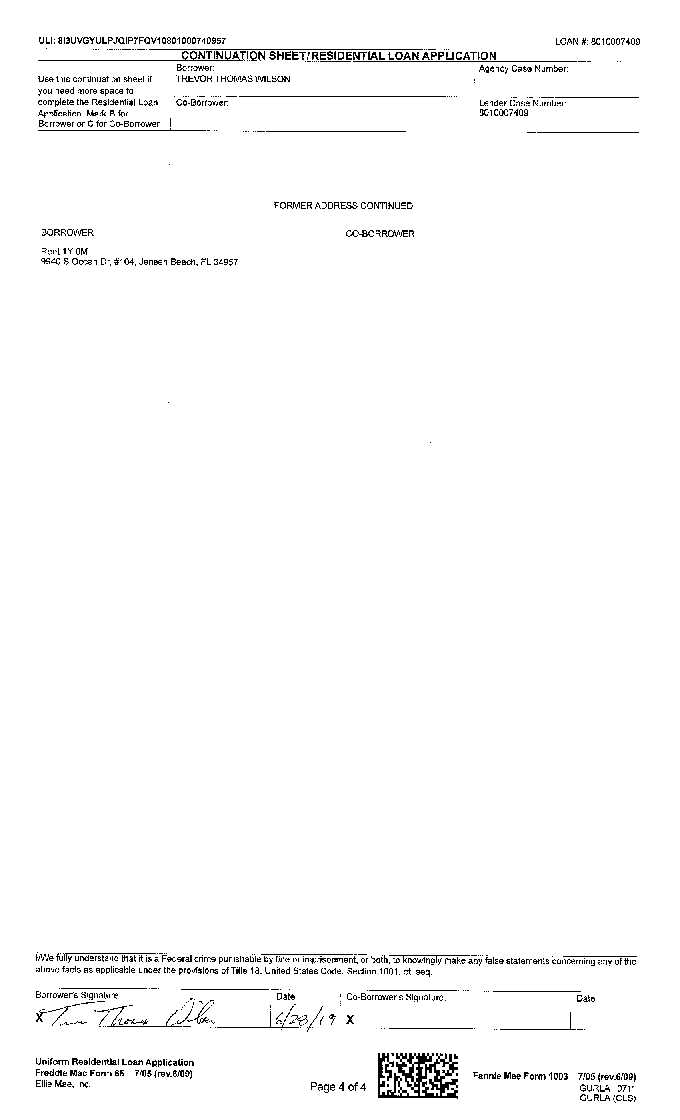 ULI: 8I3UVGYULPJQIP7FQV10801000740957 LOAN #: 8010007409
CONTINUATION SHEET/RESIDENTIAL LOAN APPLICATION
Use this continuation sheet if
you need more space to
complete the Residential Loan
Application. Mark B for
Borrower or C for Co-Borrower.
Borrower:
TREVOR THOMAS WILSON
Co-Borrower:
Agency Case Number:
Lender Case Number:
8010007409
FORMER ADDRESS CONTINUED
BORROWER CO-BORROWER
Rent 1Y 0M
9940 S Ocean Dr, #104, Jensen Beach, FL 34957
I/We fully understand that it is a Federal crime punishable by fine or imprisonment, or both, to knowingly make any false statements concerning any of the
above facts as applicable under the provisions of Title 18, United States Code, Section 1001, et. seq.
Borrower's Signature Date Co-Borrower's Signature: Date
X 6/28/19 X
Uniform Residential Loan Application
Freddie Mac Form 65 7/05 (rev.6/09)
Ellie Mae, Inc.
Page 4 of 4
Fannie Mae Form 1003 7/05 (rev.6/09)
GURLA 0711
GURLA (CLS)